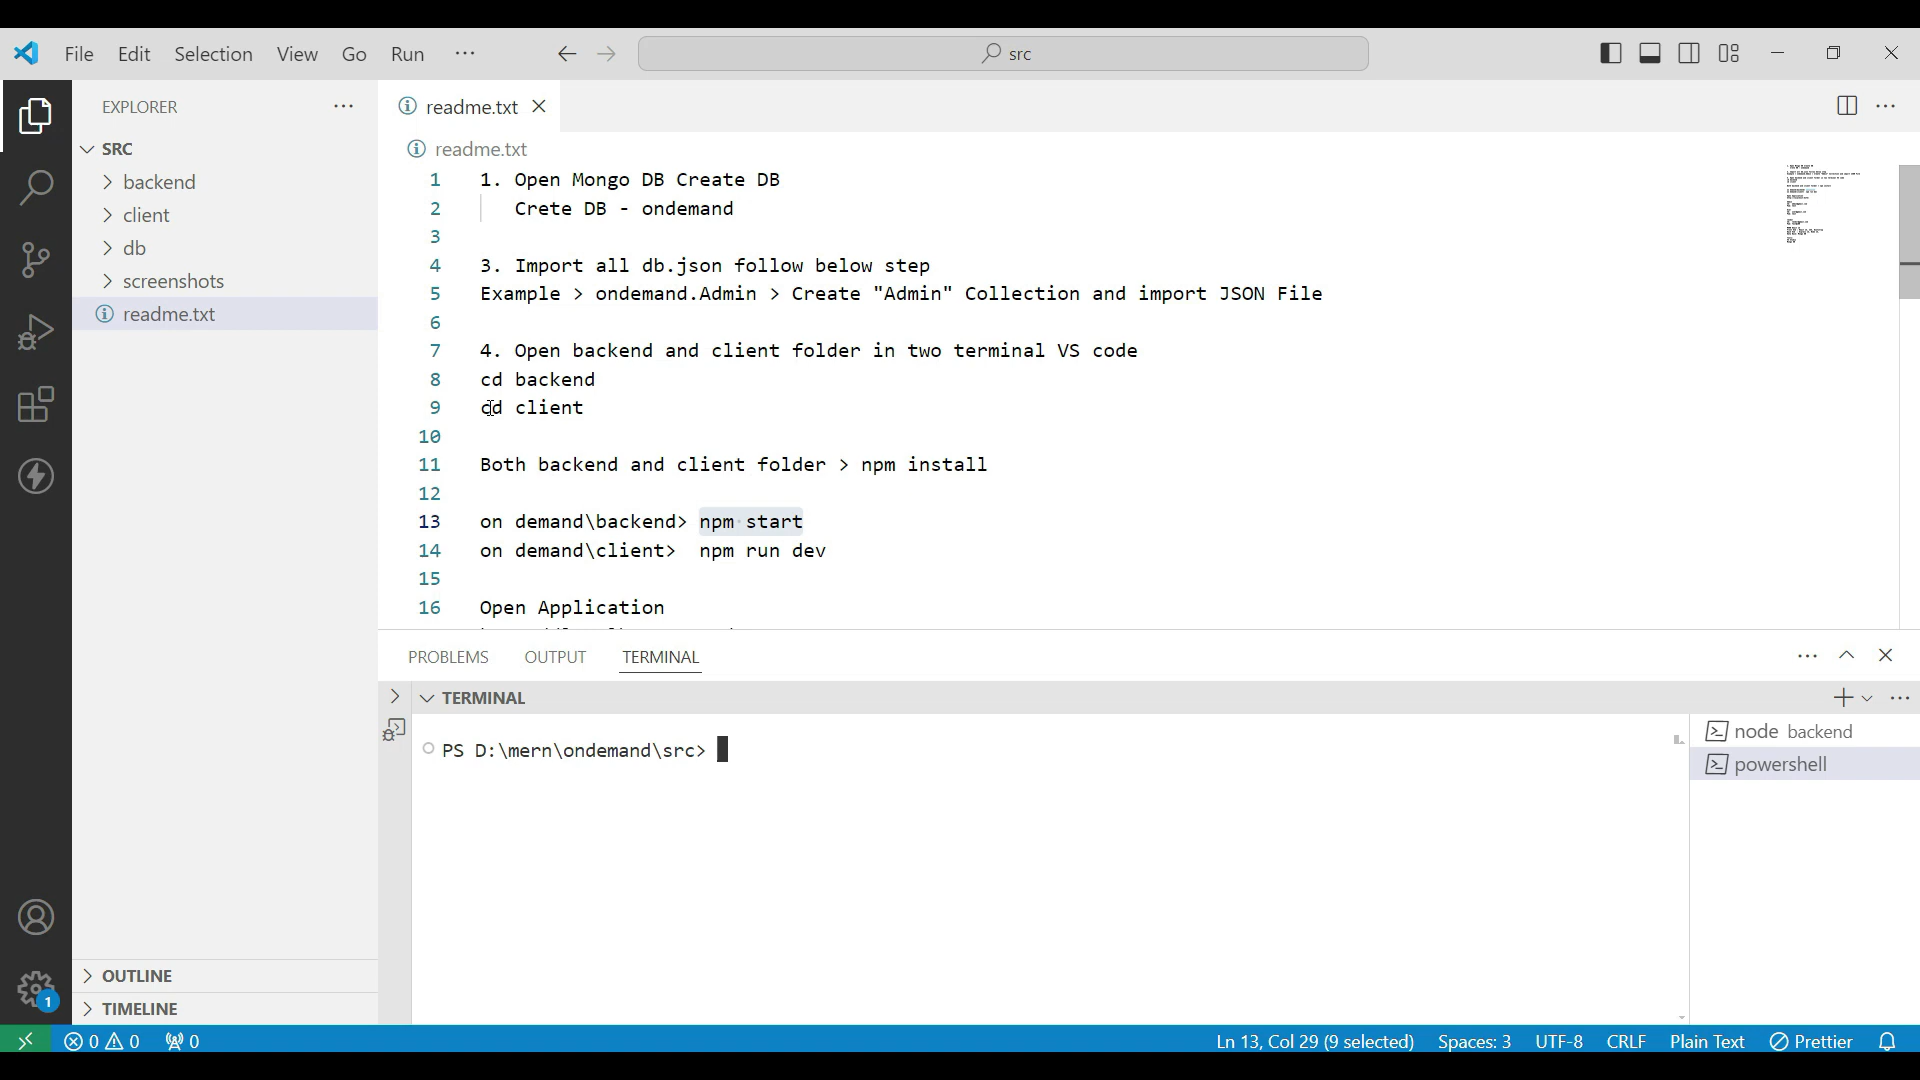 File Edit Selection View Go Run ··· src
EXPLORER ···
SRC
backend
client
db
screenshots
readme.txt
OUTLINE
TIMELINE
readme.txt
readme.txt
1 1. Open Mongo DB Create DB
2 Crete DB - ondemand
3
4 3. Import all db.json follow below step
5 Example > ondemand.Admin > Create "Admin" Collection and import JSON File
6
7 4. Open backend and client folder in two terminal VS code
8 cd backend
9 cd client
10
11 Both backend and client folder > npm install
12
13 on demand\backend> npm start
14 on demand\client>  npm run dev
15
16 Open Application
PROBLEMS OUTPUT TERMINAL
TERMINAL
PS D:\mern\ondemand\src>
node backend
powershell
1
0 0 0 Ln 13, Col 29 (9 selected) Spaces: 3 UTF-8 CRLF Plain Text Prettier